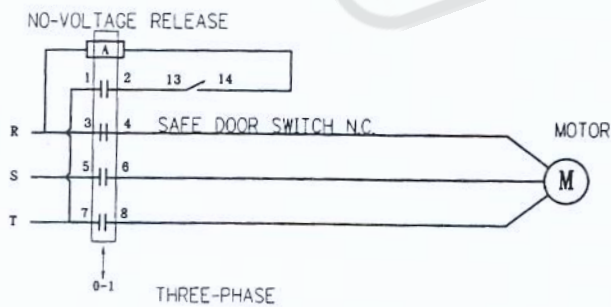 NO-VOLTAGE RELEASE
A
1 2 13 14
R 3 4 SAFE DOOR SWITCH N.C. MOTOR
S 5 6 M
T 7 8
0-1
THREE-PHASE